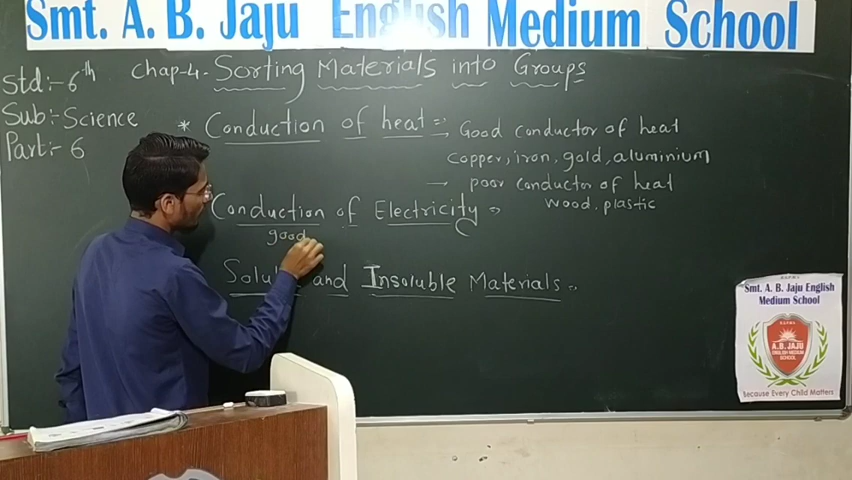 Smt. A. B. Jaju English Medium School
Std:- 6th
Chap-4. Sorting Materials into Groups
Sub:- Science
Part:- 6
* Conduction of heat :-
→ Good conductor of heat
copper, iron, gold, aluminium
→ poor conductor of heat
wood, plastic
Conduction of Electricity :-
good
and Insoluble Materials :-
Smt. A. B. Jaju English
Medium School
A.B. JAJU
ENGLISH MEDIUM
SCHOOL
Because Every Child Matters